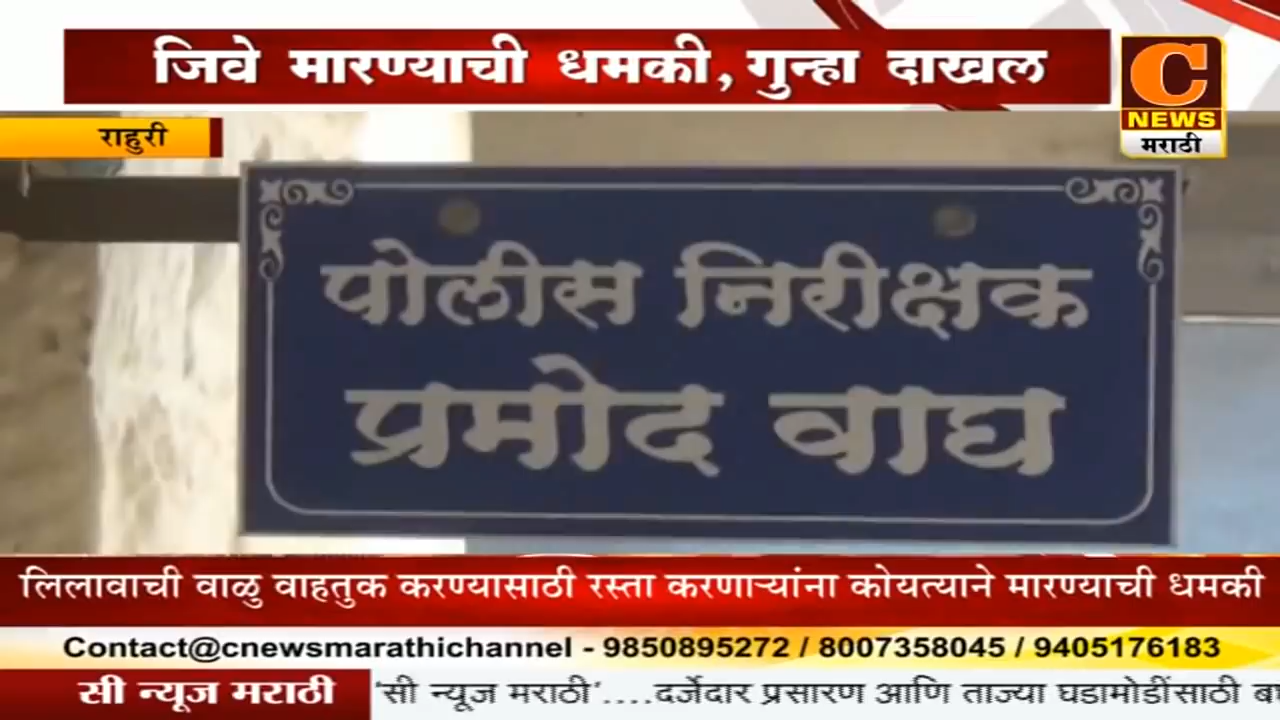 जिवे मारण्याची धमकी, गुन्हा दाखल
C
NEWS
मराठी
राहुरी
पोलीस निरीक्षक
प्रमोद वाघ
लिलावाची वाळु वाहतुक करण्यासाठी रस्ता करणाऱ्यांना कोयत्याने मारण्याची धमकी
Contact@cnewsmarathichannel - 9850895272 / 8007358045 / 9405176183
सी न्यूज मराठी
'सी न्यूज मराठी'....दर्जेदार प्रसारण आणि ताज्या घडामोडींसाठी